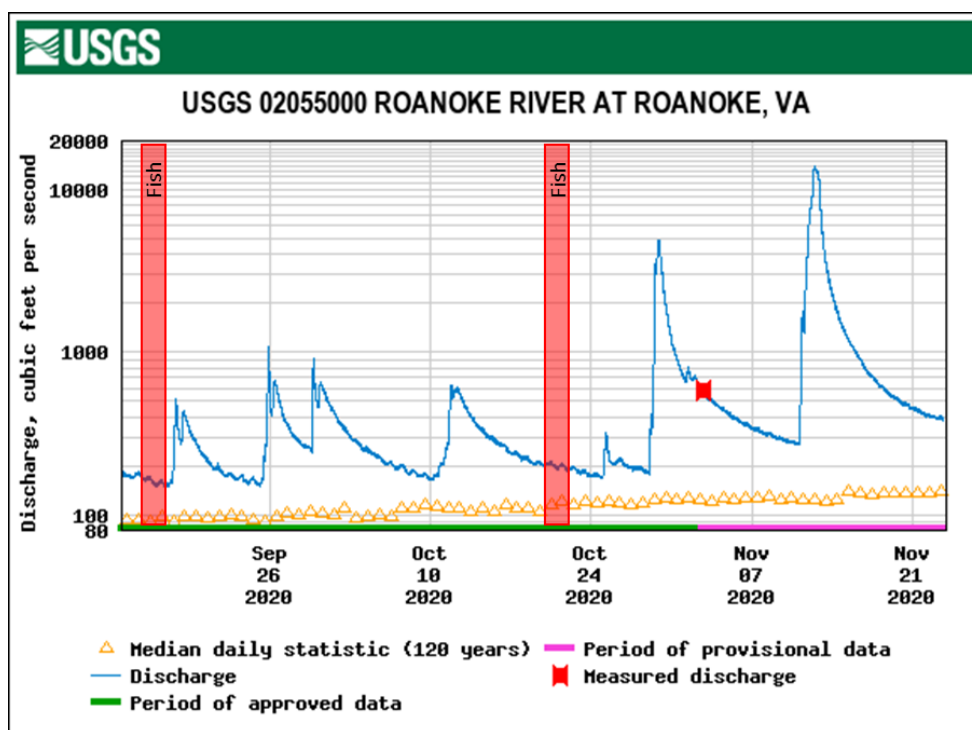 USGS
USGS 02055000 ROANOKE RIVER AT ROANOKE, VA
Discharge, cubic feet per second
20000
10000
1000
100
80
Fish
Fish
Sep 26 2020
Oct 10 2020
Oct 24 2020
Nov 07 2020
Nov 21 2020
Median daily statistic (120 years)
Period of provisional data
Discharge
Measured discharge
Period of approved data